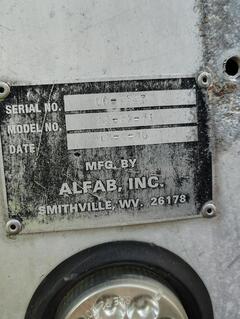 SERIAL NO.
MODEL NO.
DATE
MFG. BY
ALFAB, INC.
SMITHVILLE, WV. 26178